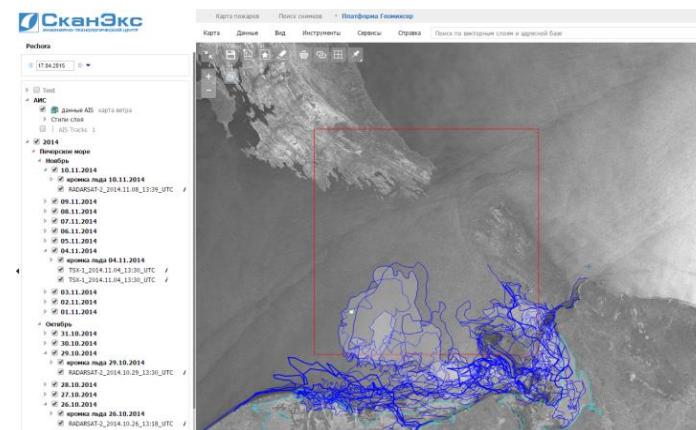 СканЭкс
ИНЖЕНЕРНО-ТЕХНОЛОГИЧЕСКИЙ ЦЕНТР
Карта пожаров Поиск снимков Платформа Геомиксер
Карта Данные Вид Инструменты Сервисы Справка Поиск по векторным слоям и адресной базе
Pechora
17.04.2015
Test
АИС
данные AIS карта ветра
Стили слоя
AIS Tracks 1
2014
Печорское море
Ноябрь
10.11.2014
кромка льда 10.11.2014
RADARSAT-2_2014.11.08_13:39_UTC i
09.11.2014
08.11.2014
07.11.2014
06.11.2014
05.11.2014
04.11.2014
кромка льда 04.11.2014
TSX-1_2014.11.04_13:30_UTC i
TSX-1_2014.11.04_13:30_UTC i
03.11.2014
02.11.2014
01.11.2014
Октябрь
31.10.2014
30.10.2014
29.10.2014
кромка льда 29.10.2014
RADARSAT-2_2014.10.29_13:30_UTC i
28.10.2014
27.10.2014
26.10.2014
кромка льда 26.10.2014
RADARSAT-2_2014.10.26_13:18_UTC i